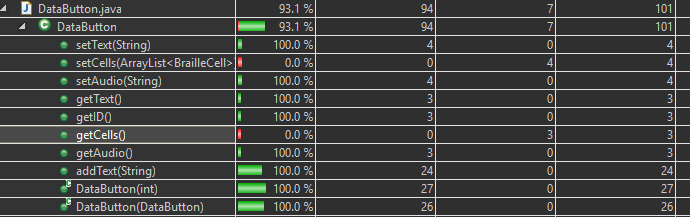 DataButton.java 93.1 % 94 7 101
DataButton 93.1 % 94 7 101
setText(String) 100.0 % 4 0 4
setCells(ArrayList<BrailleCell> 0.0 % 0 4 4
setAudio(String) 100.0 % 4 0 4
getText() 100.0 % 3 0 3
getID() 100.0 % 3 0 3
getCells() 0.0 % 0 3 3
getAudio() 100.0 % 3 0 3
addText(String) 100.0 % 24 0 24
DataButton(int) 100.0 % 27 0 27
DataButton(DataButton) 100.0 % 26 0 26